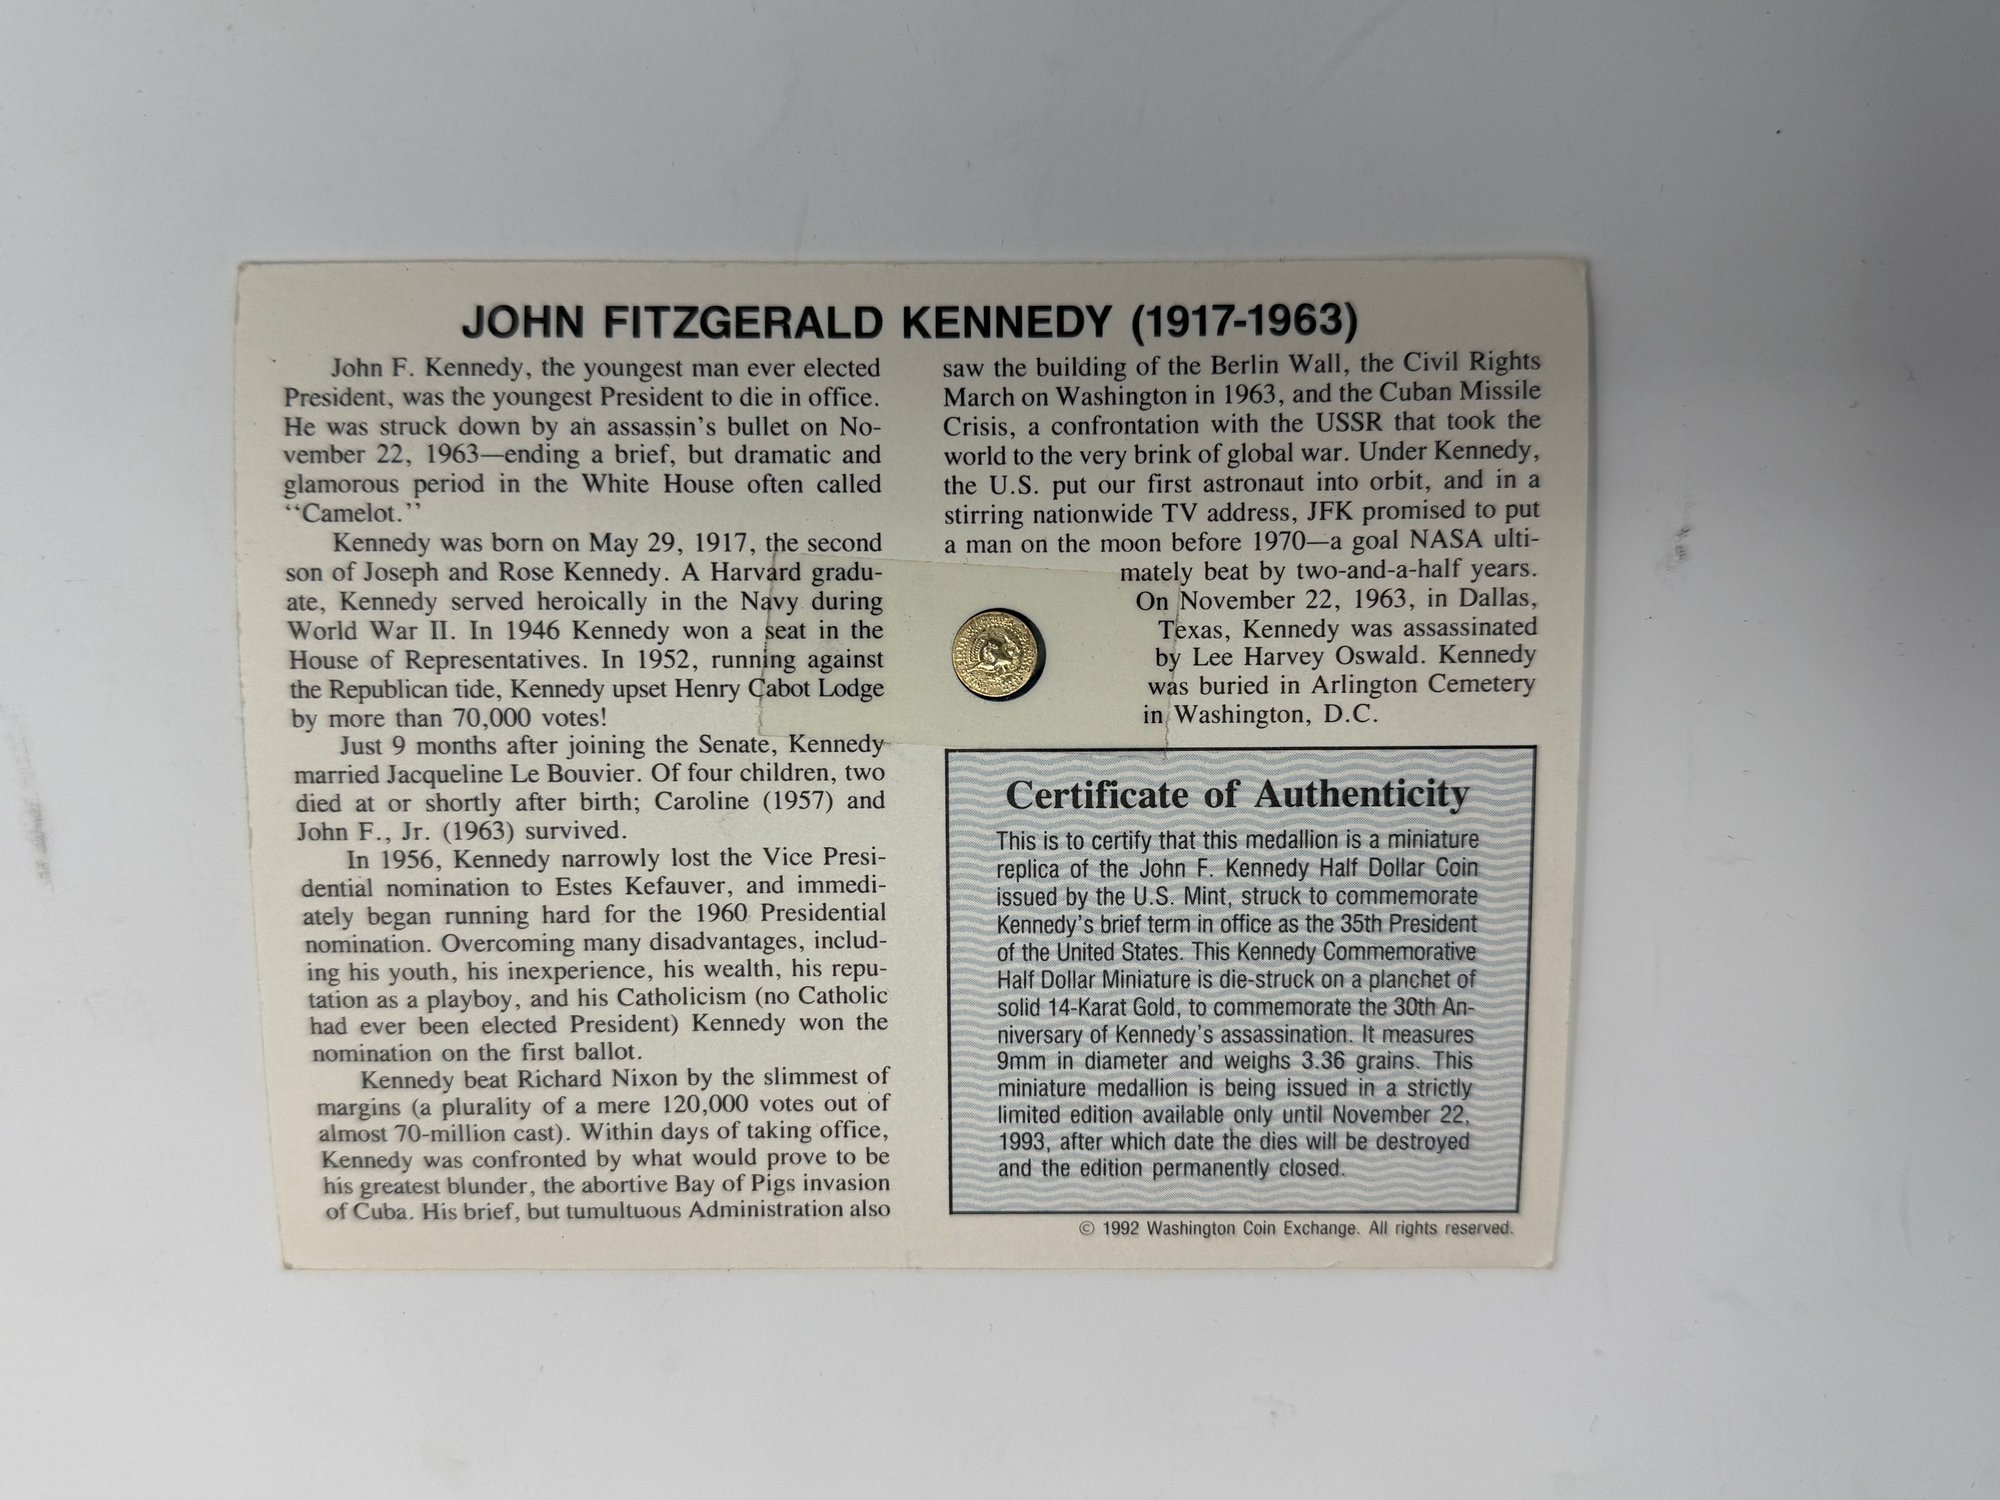 JOHN FITZGERALD KENNEDY (1917-1963)
John F. Kennedy, the youngest man ever elected
President, was the youngest President to die in office.
He was struck down by an assassin's bullet on No-
vember 22, 1963—ending a brief, but dramatic and
glamorous period in the White House often called
"Camelot."
Kennedy was born on May 29, 1917, the second
son of Joseph and Rose Kennedy. A Harvard gradu-
ate, Kennedy served heroically in the Navy during
World War II. In 1946 Kennedy won a seat in the
House of Representatives. In 1952, running against
the Republican tide, Kennedy upset Henry Cabot Lodge
by more than 70,000 votes!
Just 9 months after joining the Senate, Kennedy
married Jacqueline Le Bouvier. Of four children, two
died at or shortly after birth; Caroline (1957) and
John F., Jr. (1963) survived.
In 1956, Kennedy narrowly lost the Vice Presi-
dential nomination to Estes Kefauver, and immedi-
ately began running hard for the 1960 Presidential
nomination. Overcoming many disadvantages, includ-
ing his youth, his inexperience, his wealth, his repu-
tation as a playboy, and his Catholicism (no Catholic
had ever been elected President) Kennedy won the
nomination on the first ballot.
Kennedy beat Richard Nixon by the slimmest of
margins (a plurality of a mere 120,000 votes out of
almost 70-million cast). Within days of taking office,
Kennedy was confronted by what would prove to be
his greatest blunder, the abortive Bay of Pigs invasion
of Cuba. His brief, but tumultuous Administration also
saw the building of the Berlin Wall, the Civil Rights
March on Washington in 1963, and the Cuban Missile
Crisis, a confrontation with the USSR that took the
world to the very brink of global war. Under Kennedy,
the U.S. put our first astronaut into orbit, and in a
stirring nationwide TV address, JFK promised to put
a man on the moon before 1970—a goal NASA ulti-
mately beat by two-and-a-half years.
On November 22, 1963, in Dallas,
Texas, Kennedy was assassinated
by Lee Harvey Oswald. Kennedy
was buried in Arlington Cemetery
in Washington, D.C.
Certificate of Authenticity
This is to certify that this medallion is a miniature
replica of the John F. Kennedy Half Dollar Coin
issued by the U.S. Mint, struck to commemorate
Kennedy's brief term in office as the 35th President
of the United States. This Kennedy Commemorative
Half Dollar Miniature is die-struck on a planchet of
solid 14-Karat Gold, to commemorate the 30th An-
niversary of Kennedy's assassination. It measures
9mm in diameter and weighs 3.36 grains. This
miniature medallion is being issued in a strictly
limited edition available only until November 22,
1993, after which date the dies will be destroyed
and the edition permanently closed.
© 1992 Washington Coin Exchange. All rights reserved.